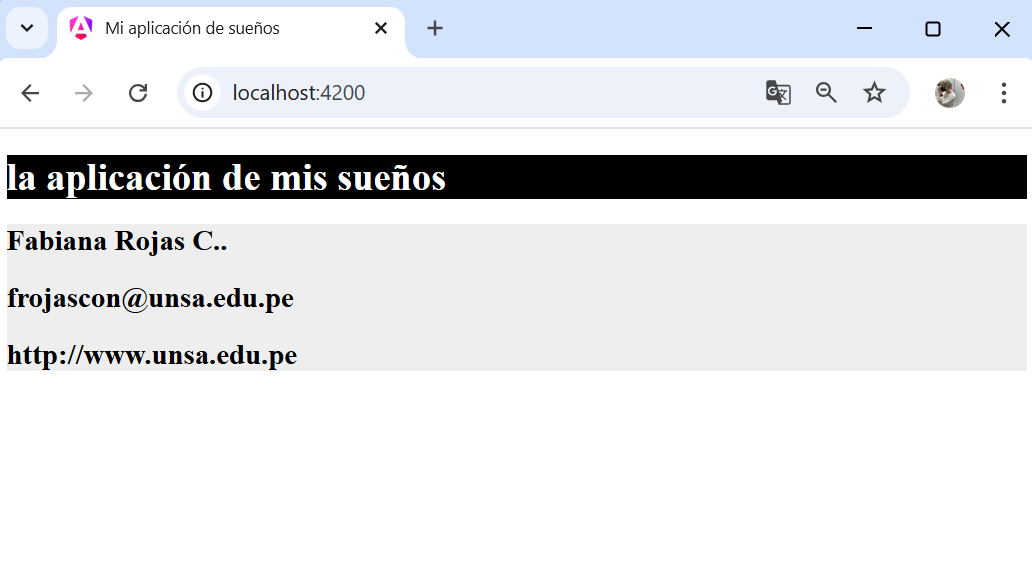 Mi aplicación de sueños
localhost:4200
la aplicación de mis sueños
Fabiana Rojas C..
frojascon@unsa.edu.pe
http://www.unsa.edu.pe